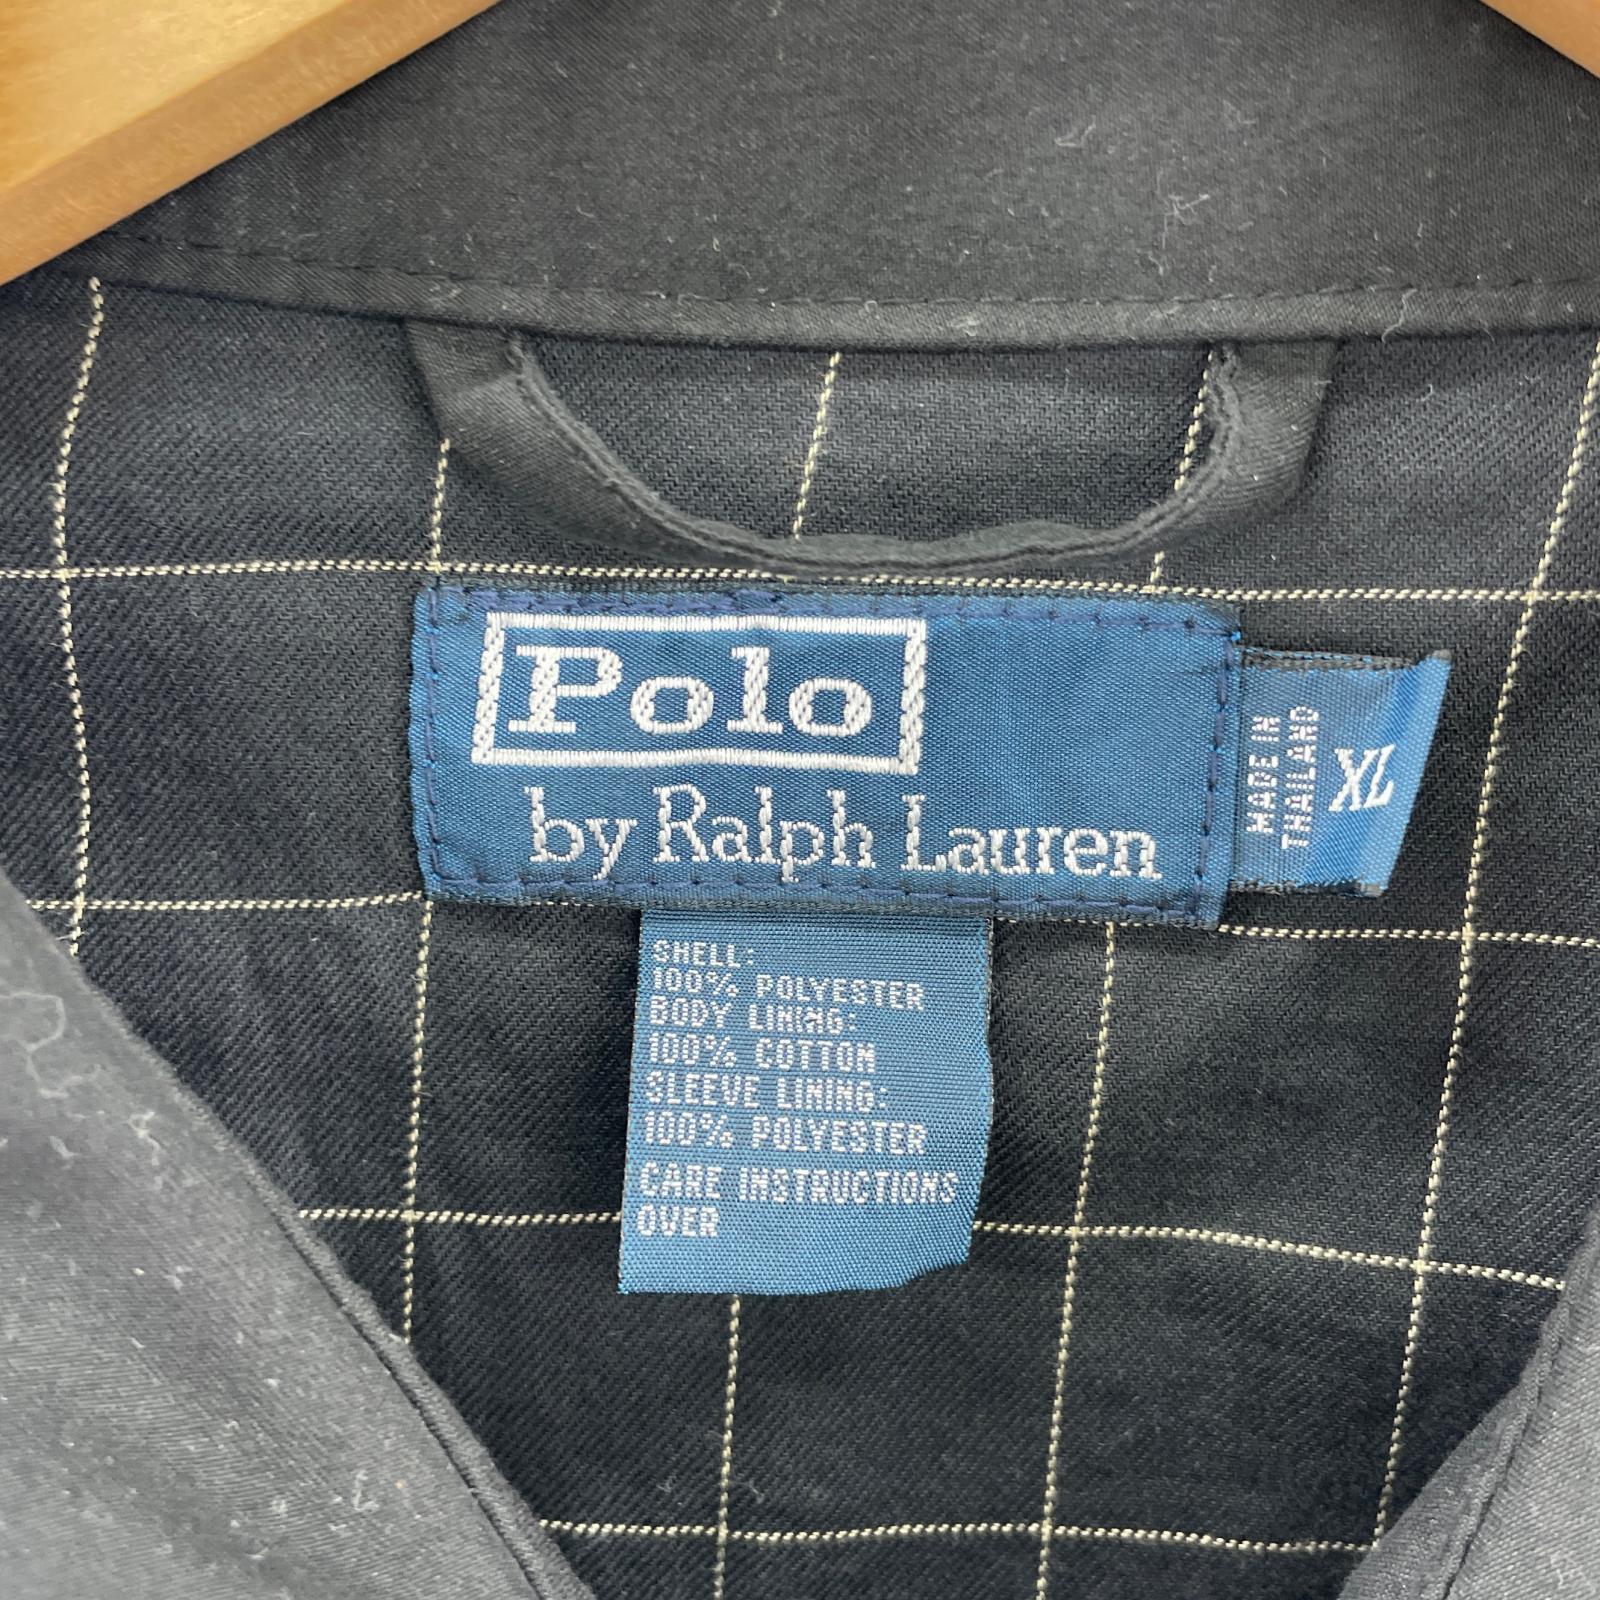 Polo
by Ralph Lauren
MADE IN
THAILAND
XL
SHELL:
100% POLYESTER
BODY LINING:
100% COTTON
SLEEVE LINING:
100% POLYESTER
CARE INSTRUCTIONS
OVER